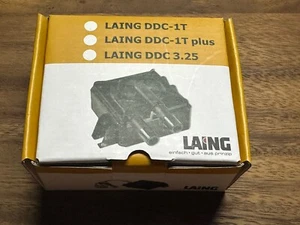 LAING DDC-1T
LAING DDC-1T plus
LAING DDC 3.25
LAING
einfach • gut • aus prinzip